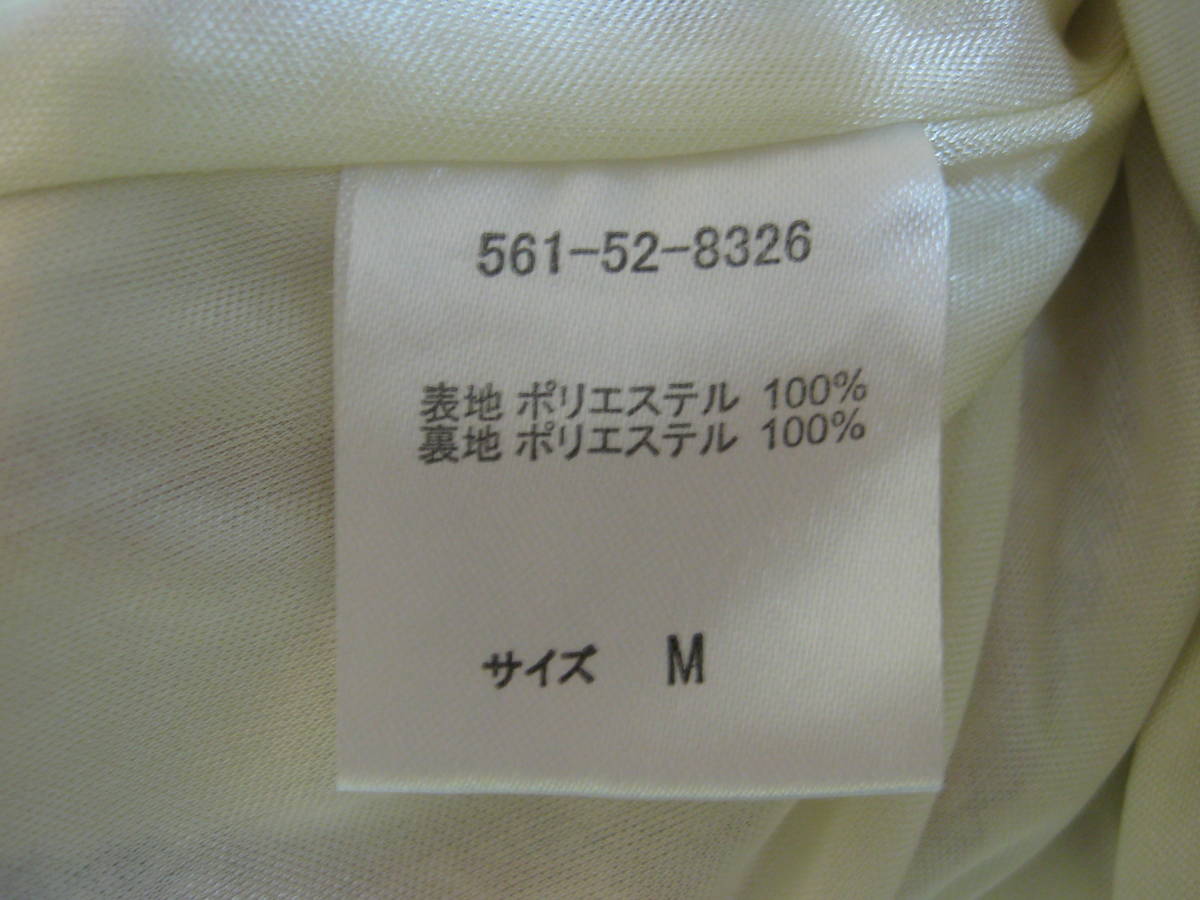 561-52-8326
表地 ポリエステル 100%
裏地 ポリエステル 100%
サイズ M